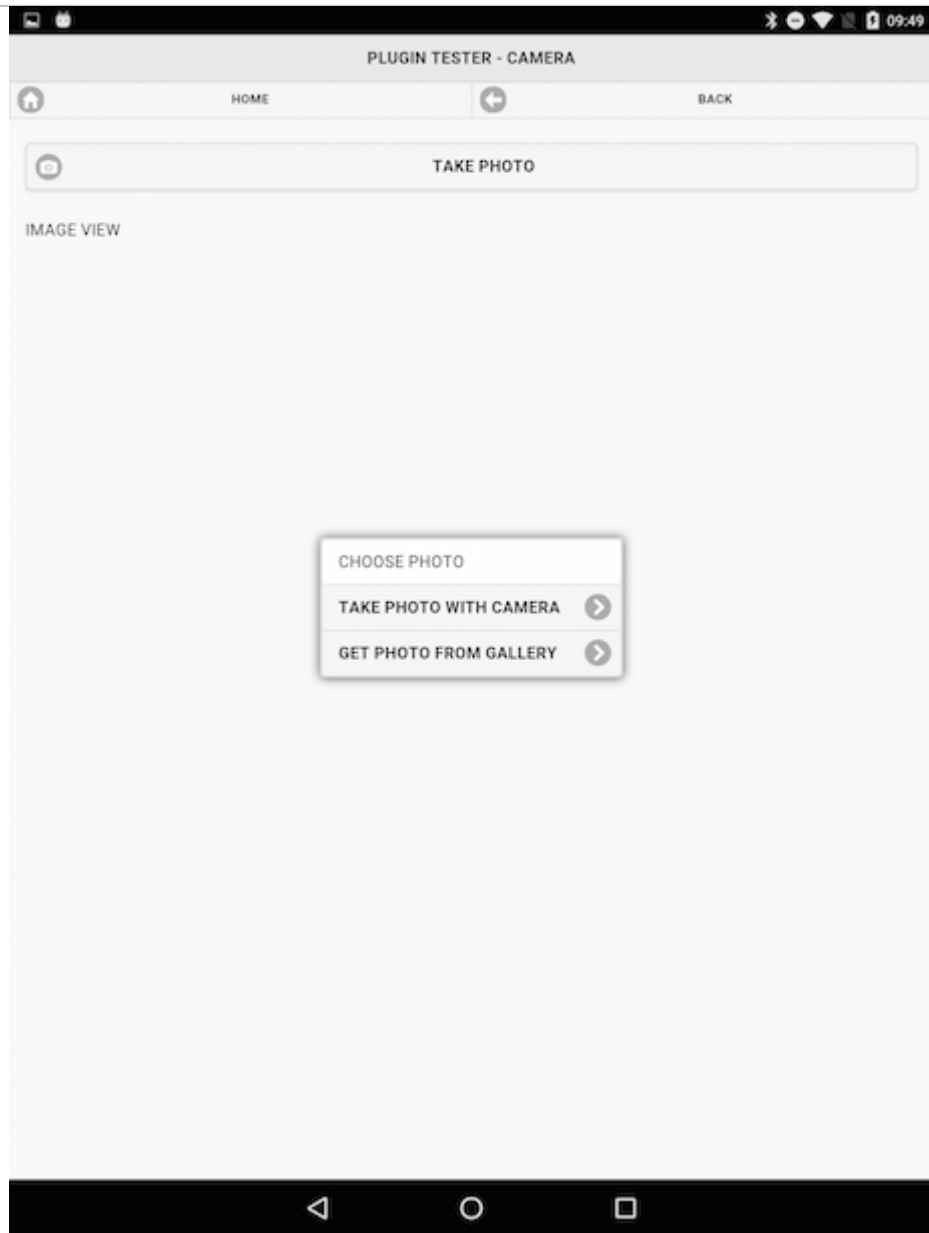 09:49
PLUGIN TESTER - CAMERA
HOME
BACK
TAKE PHOTO
IMAGE VIEW
CHOOSE PHOTO
TAKE PHOTO WITH CAMERA
GET PHOTO FROM GALLERY